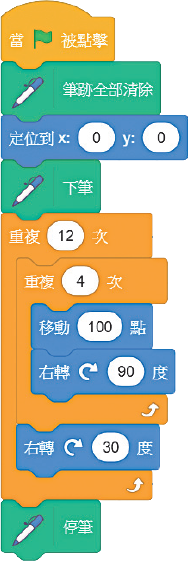 當 被點擊
筆跡全部清除
定位到 x: 0 y: 0
下筆
重複 12 次
重複 4 次
移動 100 點
右轉 90 度
右轉 30 度
停筆